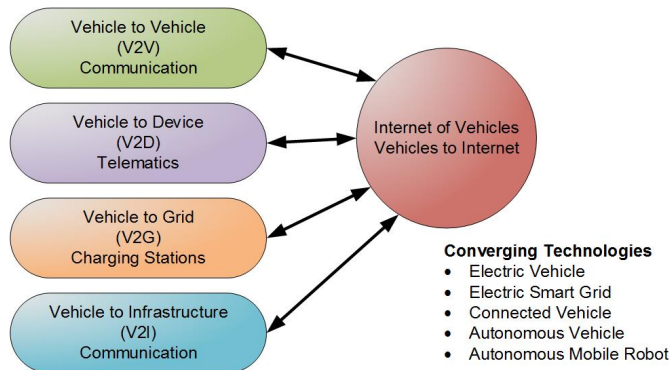 Vehicle to Vehicle
(V2V)
Communication
Vehicle to Device
(V2D)
Telematics
Vehicle to Grid
(V2G)
Charging Stations
Vehicle to Infrastructure
(V2I)
Communication
Internet of Vehicles
Vehicles to Internet
Converging Technologies
• Electric Vehicle
• Electric Smart Grid
• Connected Vehicle
• Autonomous Vehicle
• Autonomous Mobile Robot